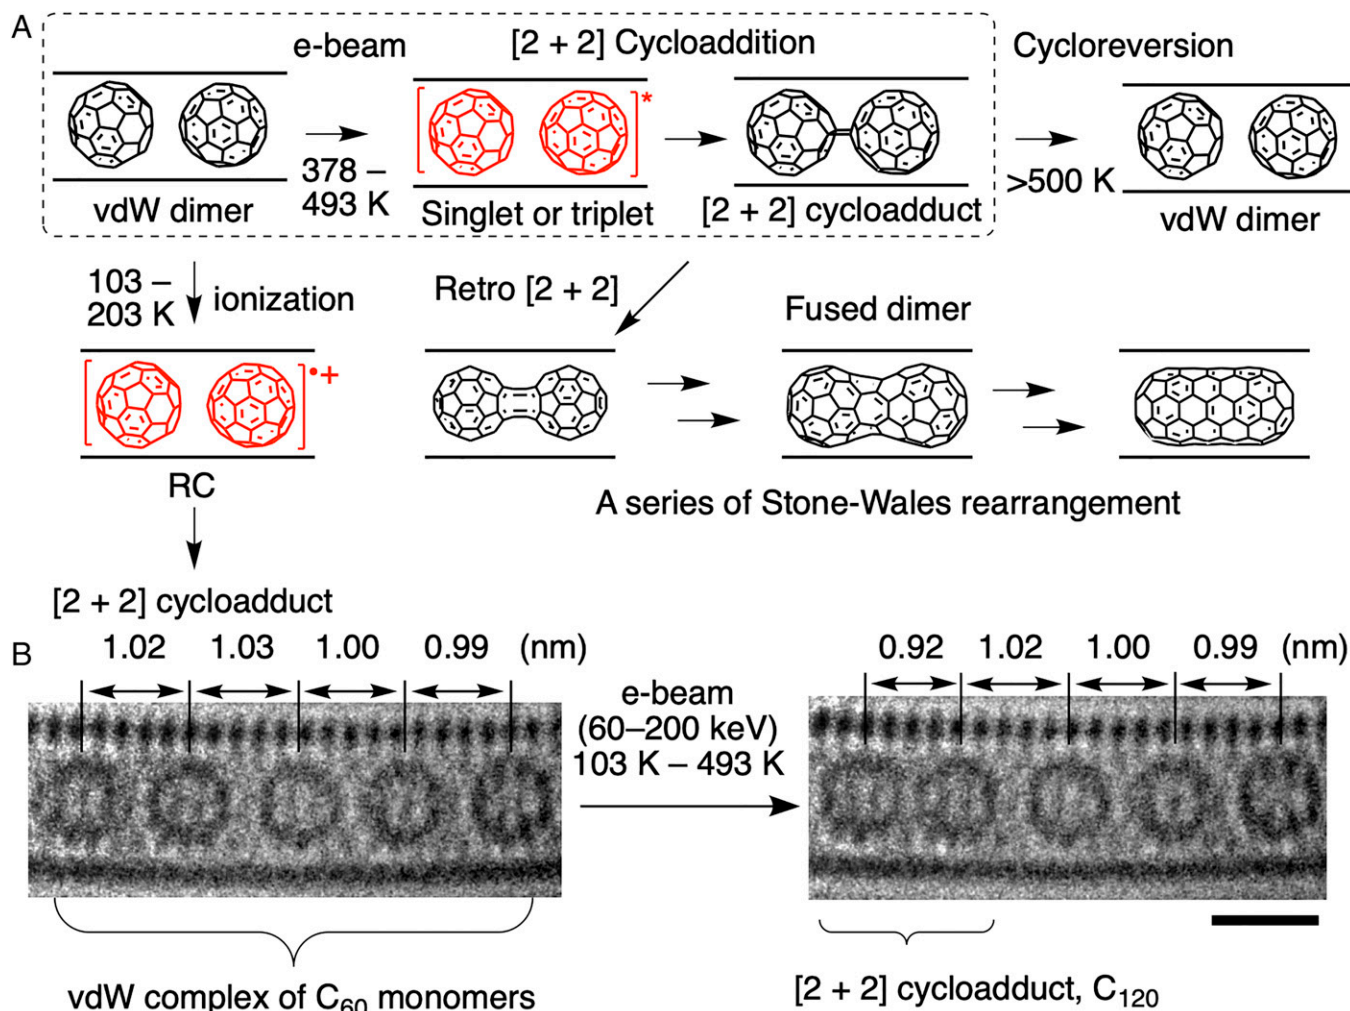 A
e-beam
[2 + 2] Cycloaddition
Cycloreversion
378 –
493 K
*
>500 K
vdW dimer
Singlet or triplet
[2 + 2] cycloadduct
vdW dimer
103 –
203 K
ionization
Retro [2 + 2]
Fused dimer
•+
RC
A series of Stone-Wales rearrangement
[2 + 2] cycloadduct
B
1.02 1.03 1.00 0.99 (nm)
e-beam
(60–200 keV)
103 K – 493 K
0.92 1.02 1.00 0.99 (nm)
vdW complex of C60 monomers
[2 + 2] cycloadduct, C120